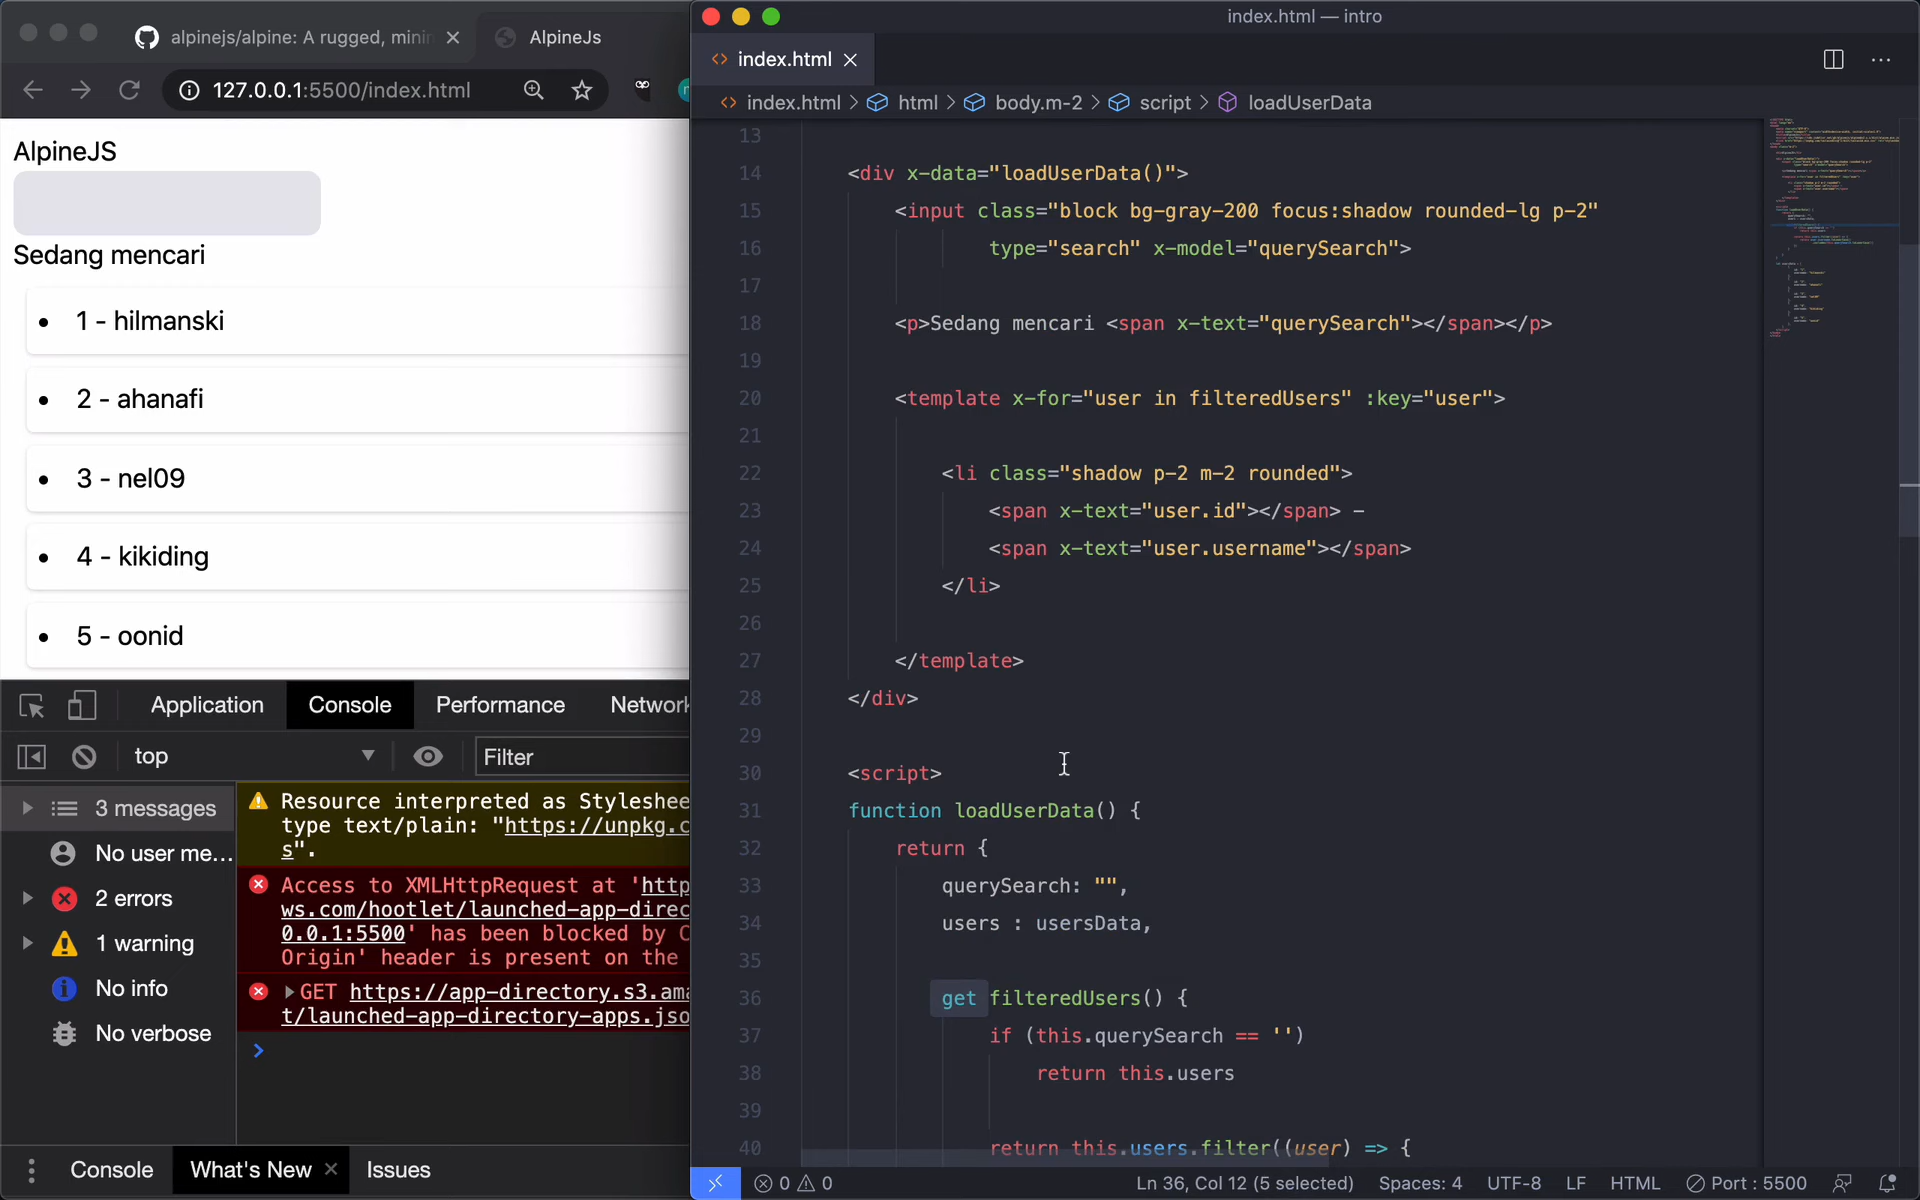 alpinejs/alpine: A rugged, minim
AlpineJs
127.0.0.1:5500/index.html
AlpineJS
Sedang mencari
1 - hilmanski
2 - ahanafi
3 - nel09
4 - kikiding
5 - oonid
Application
Console
Performance
Network
top
Filter
3 messages
No user me...
2 errors
1 warning
No info
No verbose
Resource interpreted as Styleshee
type text/plain: "https://unpkg.c
s".
Access to XMLHttpRequest at 'http
ws.com/hootlet/launched-app-direc
0.0.1:5500' has been blocked by C
Origin' header is present on the
GET https://app-directory.s3.ama
t/launched-app-directory-apps.jso
Console
What's New
Issues
index.html — intro
index.html
index.html > html > body.m-2 > script > loadUserData
13
14 <div x-data="loadUserData()">
15 <input class="block bg-gray-200 focus:shadow rounded-lg p-2"
16 type="search" x-model="querySearch">
17
18 <p>Sedang mencari <span x-text="querySearch"></span></p>
19
20 <template x-for="user in filteredUsers" :key="user">
21
22 <li class="shadow p-2 m-2 rounded">
23 <span x-text="user.id"></span> -
24 <span x-text="user.username"></span>
25 </li>
26
27 </template>
28 </div>
29
30 <script>
31 function loadUserData() {
32 return {
33 querySearch: "",
34 users : usersData,
35
36 get filteredUsers() {
37 if (this.querySearch == '')
38 return this.users
39
40 return this.users.filter((user) => {
0 0
Ln 36, Col 12 (5 selected)
Spaces: 4
UTF-8
LF
HTML
Port : 5500